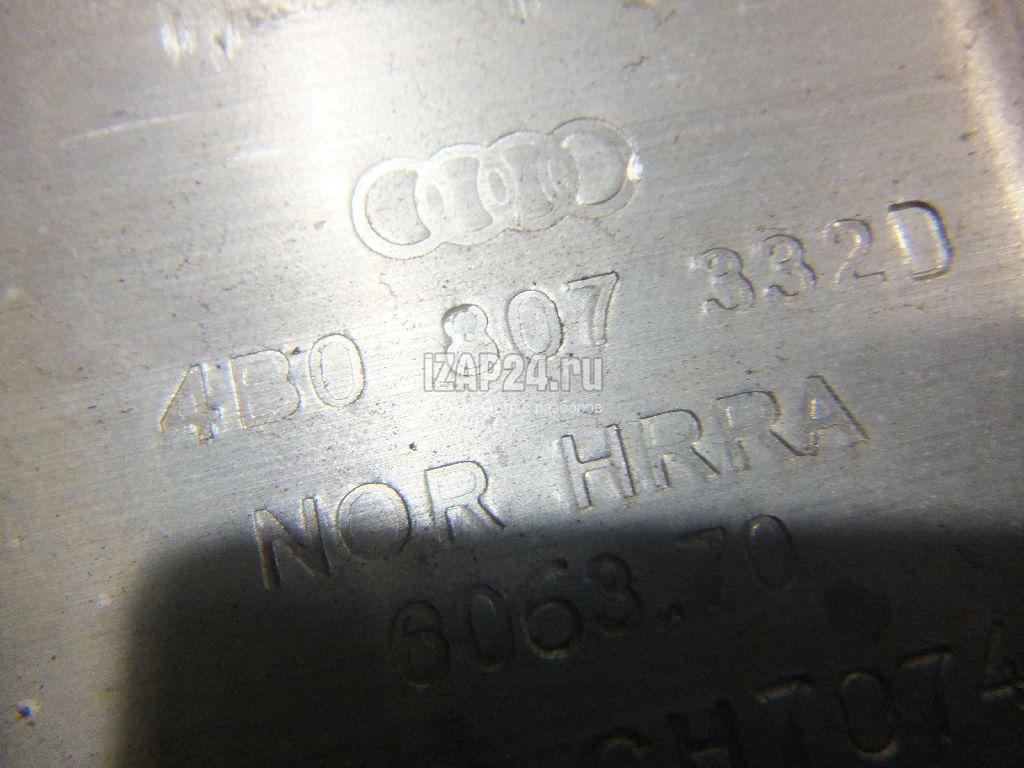 4B0 807 332D
IZAP24.ru
NOR HRRA
6063.70